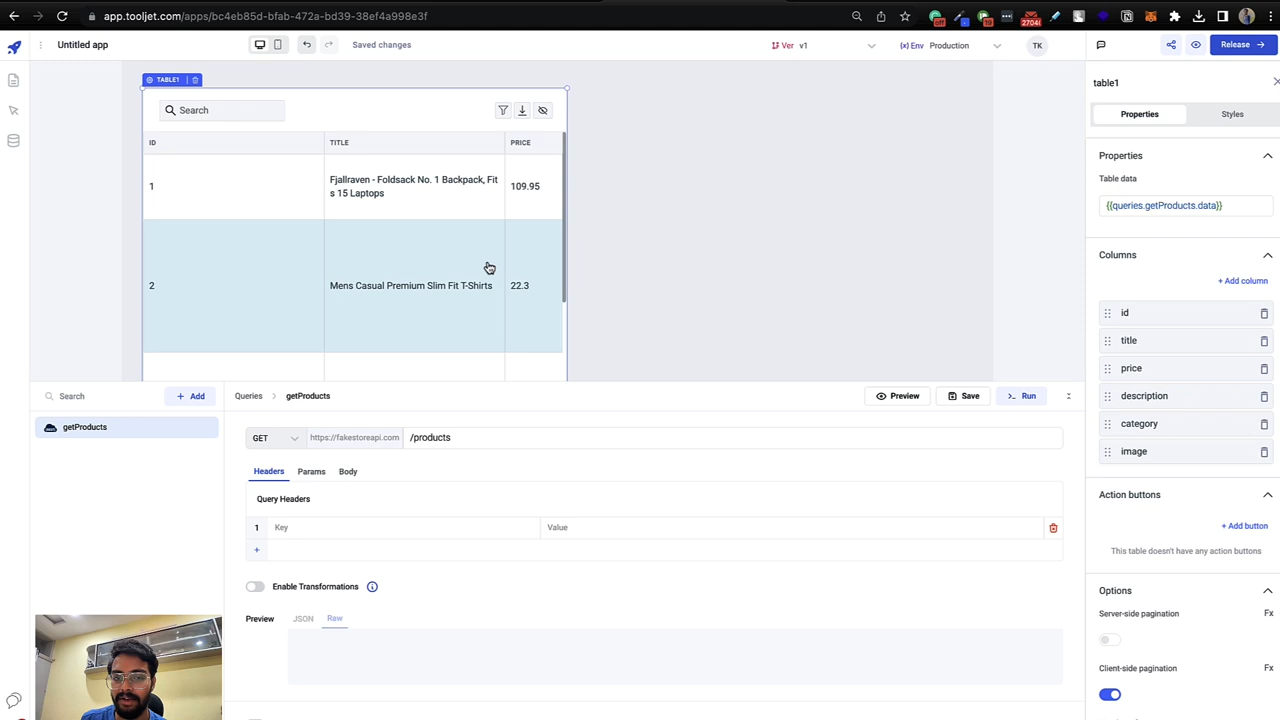 app.tooljet.com/apps/bc4eb85d-bfab-472a-bd39-38ef4a998e3f
Untitled app
Saved changes
Ver v1
{x} Env Production
TK
Release →
TABLE1
Search
ID TITLE PRICE
1 Fjallraven - Foldsack No. 1 Backpack, Fit
s 15 Laptops 109.95
2 Mens Casual Premium Slim Fit T-Shirts 22.3
table1
Properties Styles
Properties
Table data
{{queries.getProducts.data}}
Columns
+ Add column
id
title
price
description
category
image
Action buttons
+ Add button
This table doesn't have any action buttons
Options
Server-side pagination Fx
Client-side pagination Fx
Search
+ Add
getProducts
Queries > getProducts
Preview Save Run
GET https://fakestoreapi.com /products
Headers Params Body
Query Headers
1 Key Value
+
Enable Transformations
Preview JSON Raw